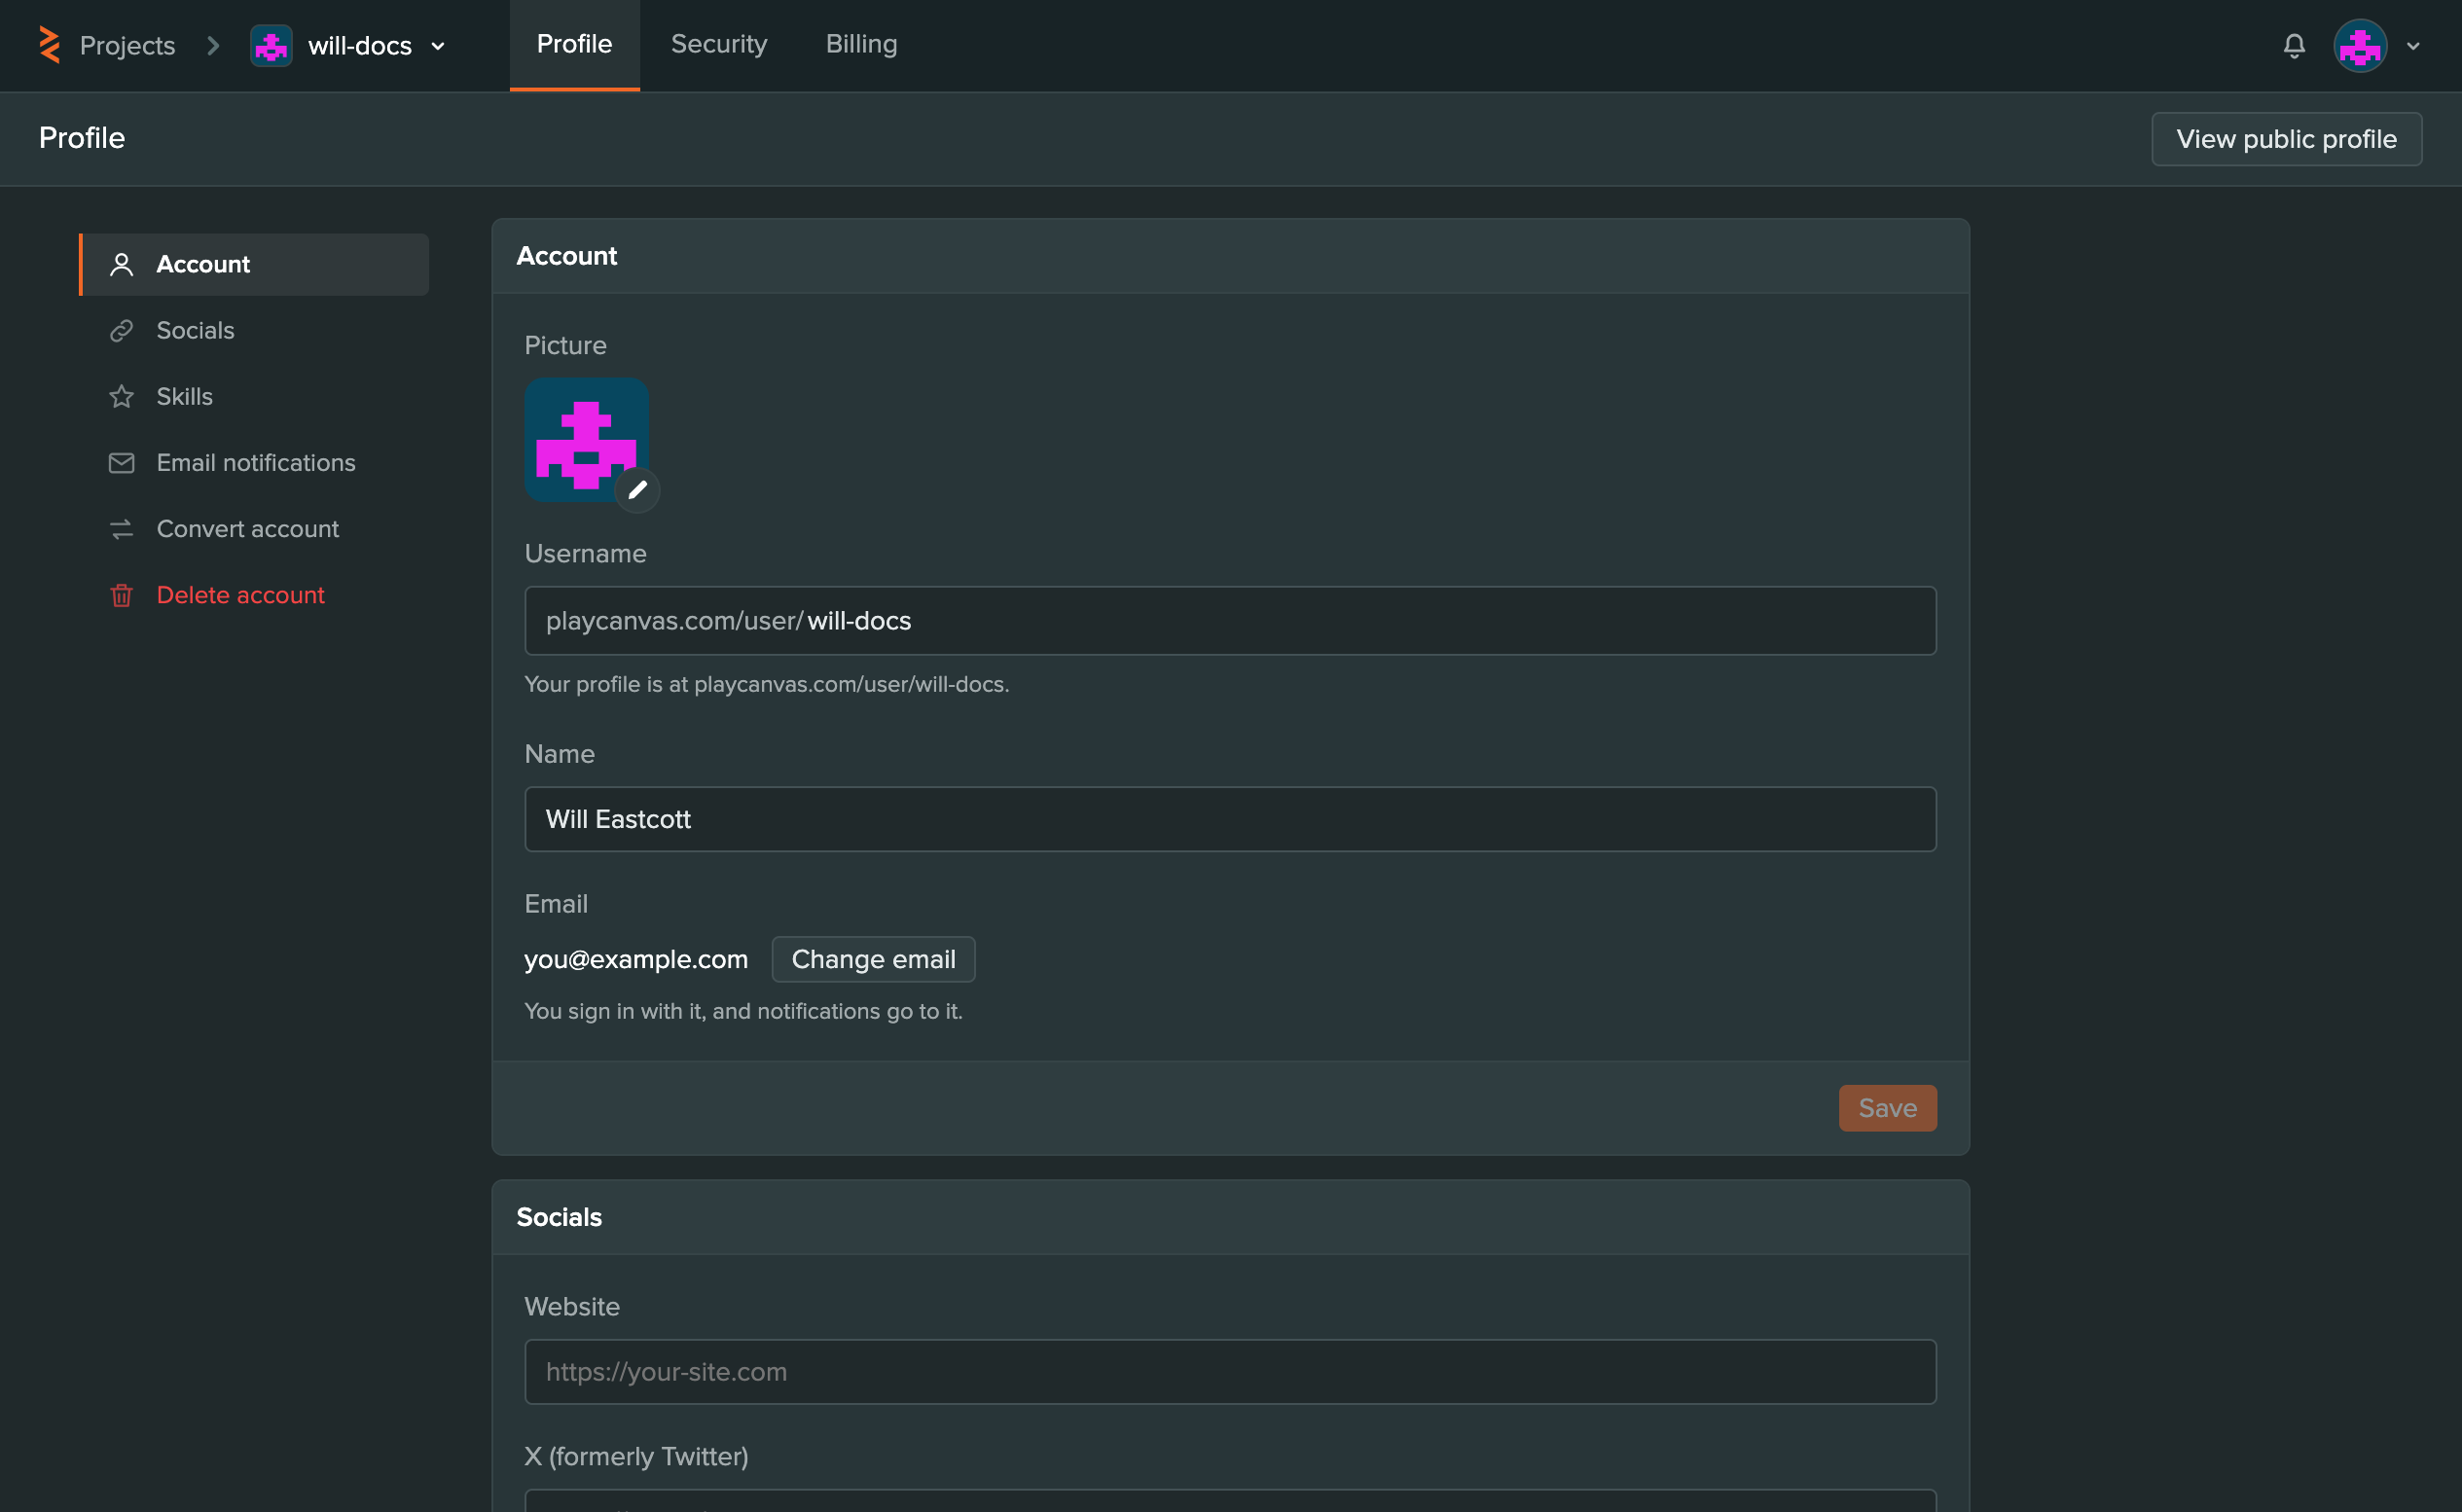 Projects
will-docs
Profile
Security
Billing
Profile
View public profile
Account
Socials
Skills
Email notifications
Convert account
Delete account
Account
Picture
Username
playcanvas.com/user/will-docs
Your profile is at playcanvas.com/user/will-docs.
Name
Will Eastcott
Email
you@example.com
Change email
You sign in with it, and notifications go to it.
Save
Socials
Website
https://your-site.com
X (formerly Twitter)